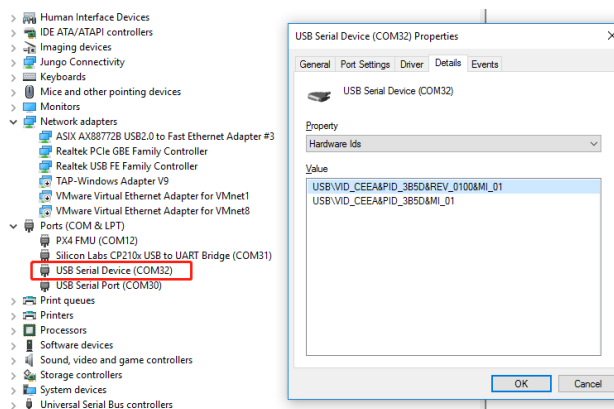 Human Interface Devices
IDE ATA/ATAPI controllers
Imaging devices
Jungo Connectivity
Keyboards
Mice and other pointing devices
Monitors
Network adapters
ASIX AX88772B USB2.0 to Fast Ethernet Adapter #3
Realtek PCIe GBE Family Controller
Realtek USB FE Family Controller
TAP-Windows Adapter V9
VMware Virtual Ethernet Adapter for VMnet1
VMware Virtual Ethernet Adapter for VMnet8
Ports (COM & LPT)
PX4 FMU (COM12)
Silicon Labs CP210x USB to UART Bridge (COM31)
USB Serial Device (COM32)
USB Serial Port (COM30)
Print queues
Printers
Processors
Software devices
Sound, video and game controllers
Storage controllers
System devices
Universal Serial Bus controllers
USB Serial Device (COM32) Properties
General Port Settings Driver Details Events
USB Serial Device (COM32)
Property
Hardware Ids
Value
USB\VID_CEEA&PID_3B5D&REV_0100&MI_01
USB\VID_CEEA&PID_3B5D&MI_01
OK Cancel